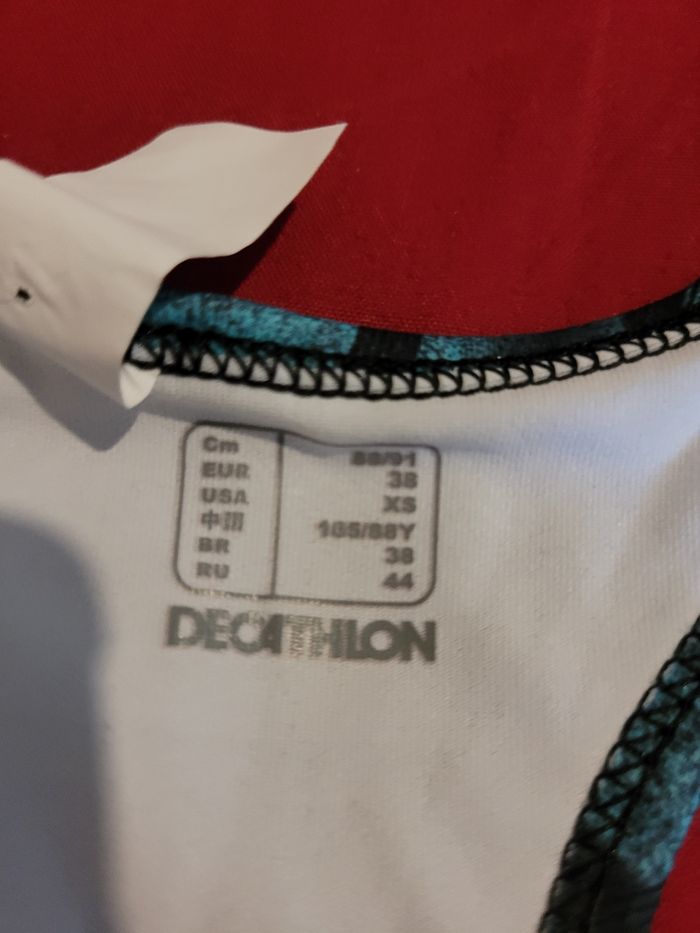 Cm 88/91
EUR 38
USA XS
中国 165/88Y
BR 38
RU 44
DECATHLON